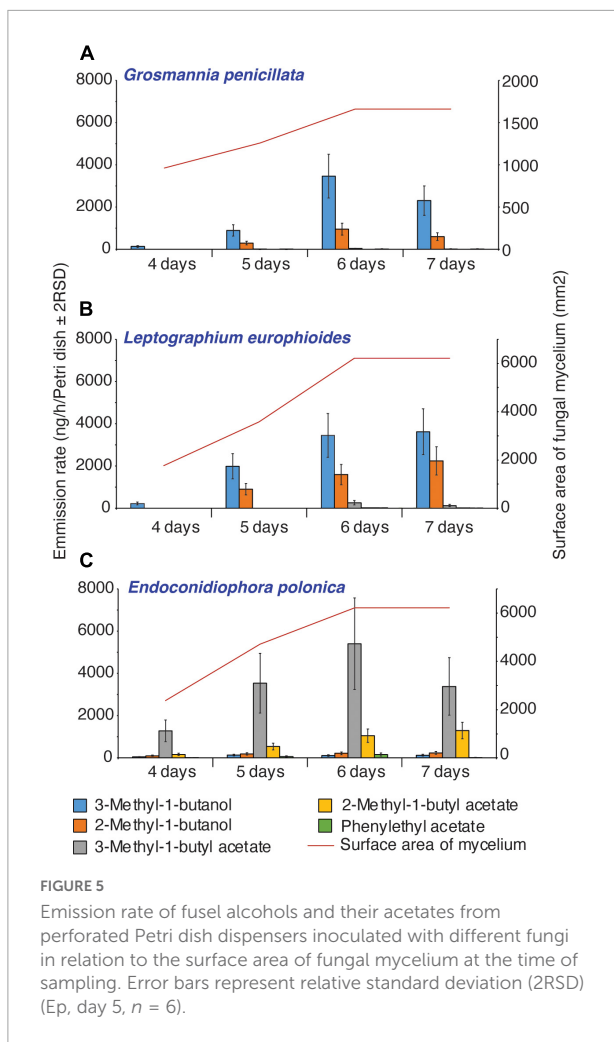 A
Grosmannia penicillata
8000
6000
4000
2000
0
2000
1500
1000
500
0
4 days 5 days 6 days 7 days
B
Leptographium europhioides
8000
6000
4000
2000
0
6000
4000
2000
0
4 days 5 days 6 days 7 days
C
Endoconidiophora polonica
8000
6000
4000
2000
0
6000
4000
2000
0
4 days 5 days 6 days 7 days
Emmission rate (ng/h/Petri dish ± 2RSD)
Surface area of fungal mycelium (mm2)
3-Methyl-1-butanol
2-Methyl-1-butanol
3-Methyl-1-butyl acetate
2-Methyl-1-butyl acetate
Phenylethyl acetate
Surface area of mycelium
FIGURE 5
Emission rate of fusel alcohols and their acetates from
perforated Petri dish dispensers inoculated with different fungi
in relation to the surface area of fungal mycelium at the time of
sampling. Error bars represent relative standard deviation (2RSD)
(Ep, day 5, n = 6).